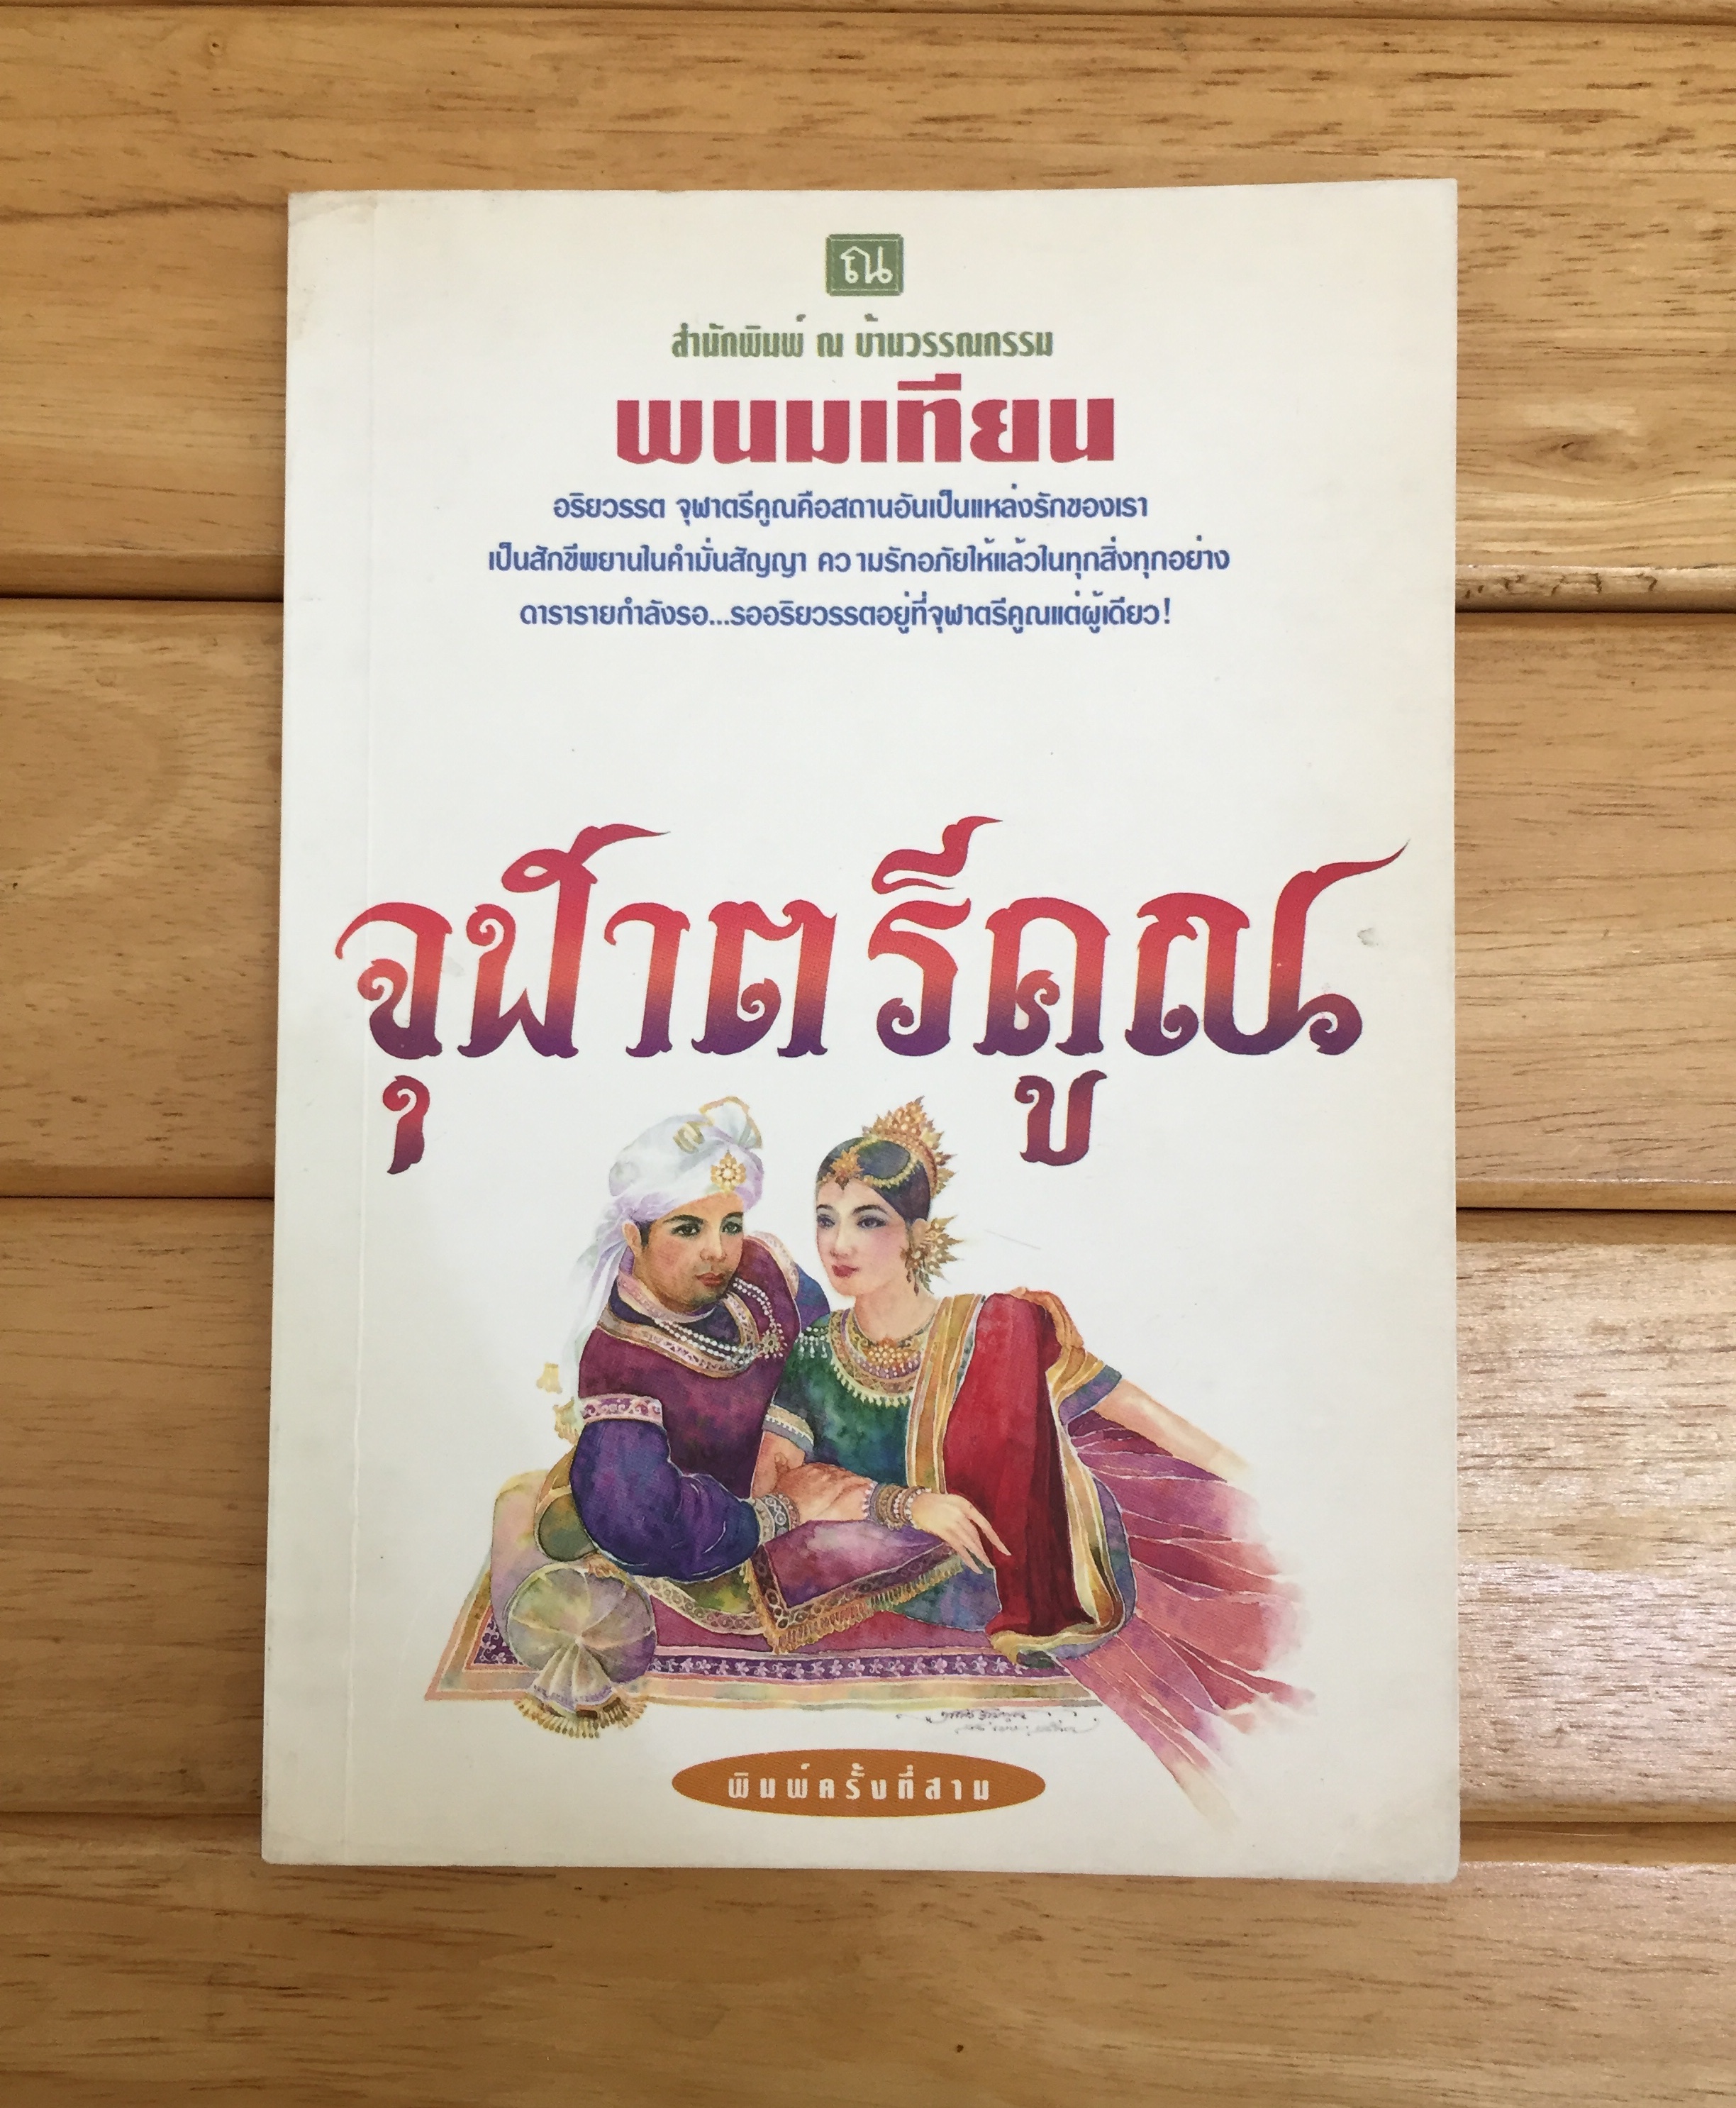 ณ
สำนักพิมพ์ ณ บ้านวรรณกรรม
พนมเทียน
อริยวรรต จุฬาตรีคูณคือสถานอันเป็นแหล่งรักของเรา
เป็นสักขีพยานในคำมั่นสัญญา ความรักอภัยให้แล้วในทุกสิ่งทุกอย่าง
ดารารายกำลังรอ...รออริยวรรตอยู่ที่จุฬาตรีคูณแต่ผู้เดียว!
จุฬาตรีคูณ
พิมพ์ครั้งที่สาม